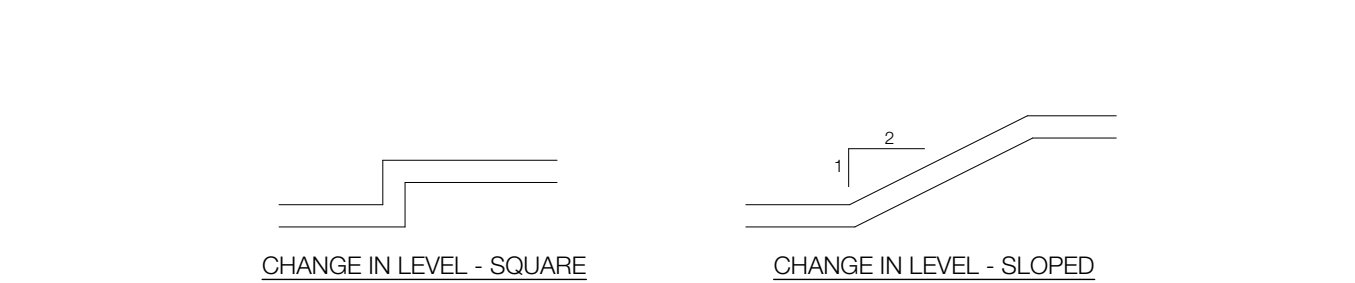 2
1
CHANGE IN LEVEL - SQUARE
CHANGE IN LEVEL - SLOPED